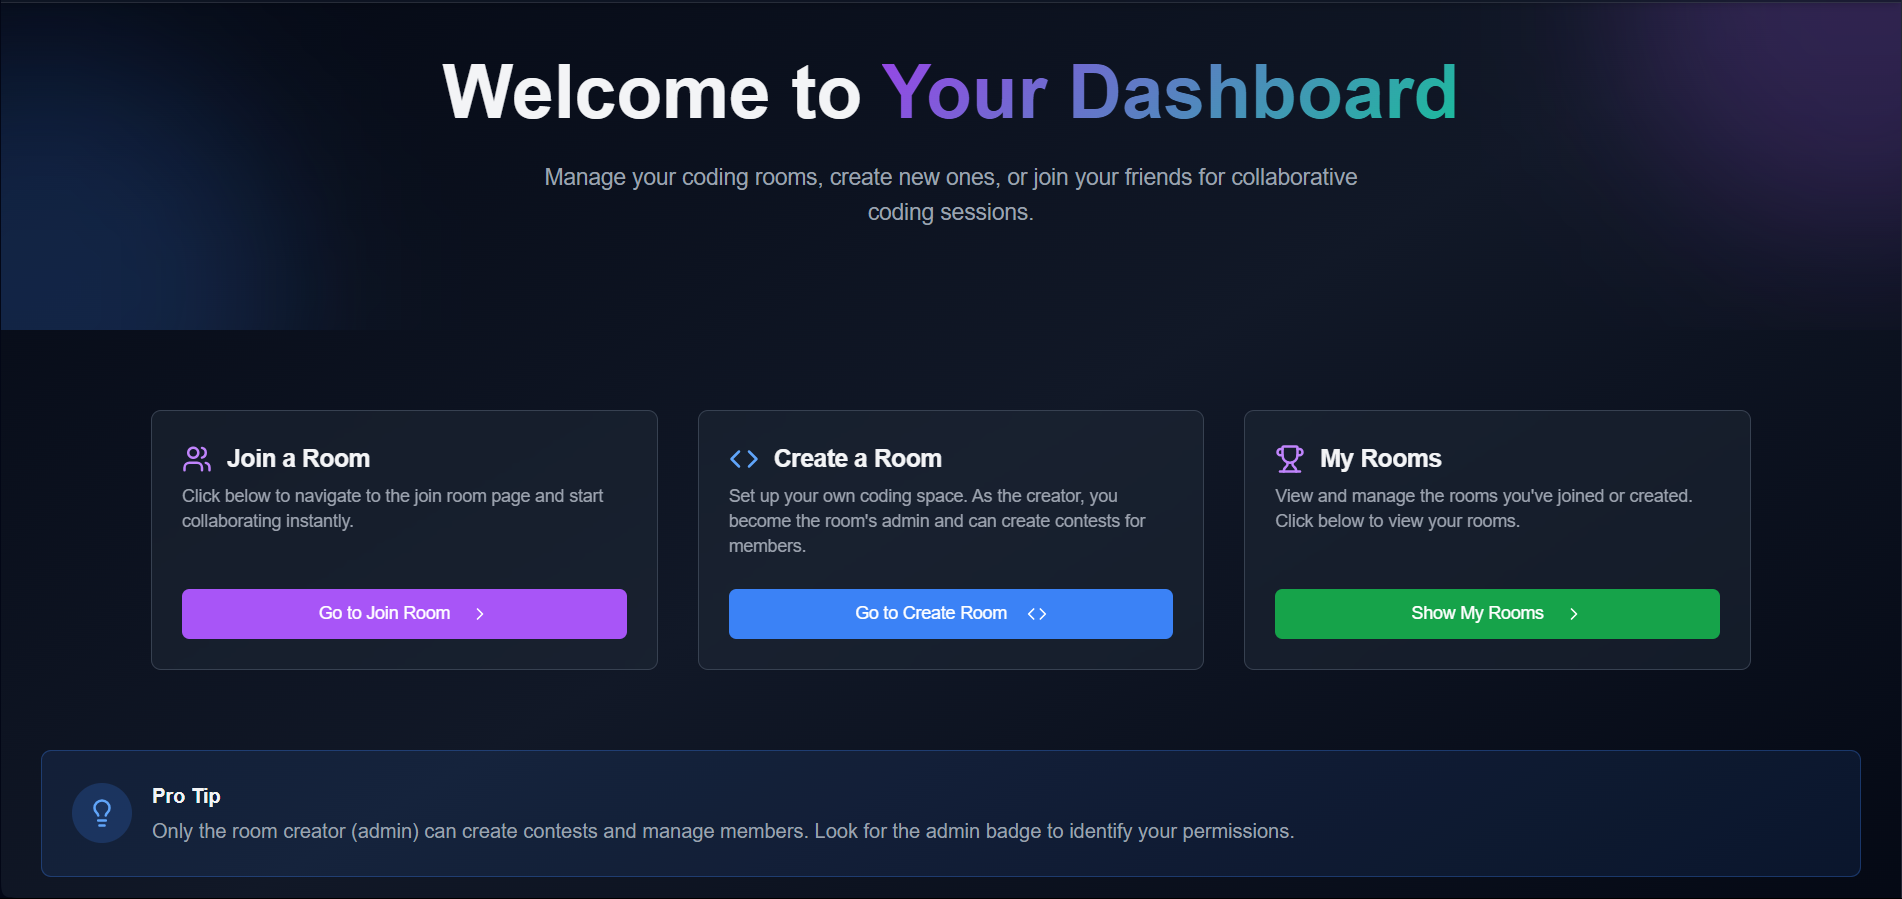 Welcome to Your Dashboard
Manage your coding rooms, create new ones, or join your friends for collaborative
coding sessions.
Join a Room
Click below to navigate to the join room page and start
collaborating instantly.
Go to Join Room
Create a Room
Set up your own coding space. As the creator, you
become the room's admin and can create contests for
members.
Go to Create Room
My Rooms
View and manage the rooms you've joined or created.
Click below to view your rooms.
Show My Rooms
Pro Tip
Only the room creator (admin) can create contests and manage members. Look for the admin badge to identify your permissions.